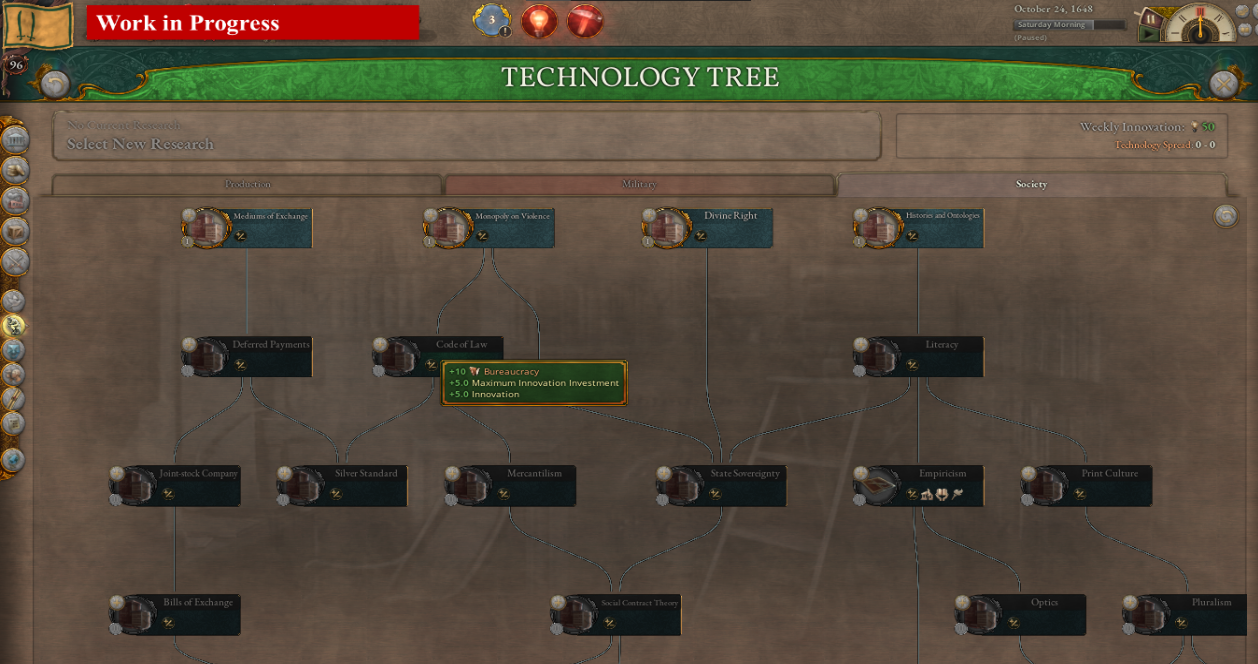 Work in Progress
3
October 24, 1648
Saturday Morning
(Paused)
96
TECHNOLOGY TREE
No Current Research
Select New Research
Weekly Innovation: 50
Technology Spread: 0 - 0
Production
Military
Society
Mediums of Exchange
Monopoly on Violence
Divine Right
Histories and Ontologies
Deferred Payments
Code of Law
Literacy
+10 Bureaucracy
+5.0 Maximum Innovation Investment
+5.0 Innovation
Joint-stock Company
Silver Standard
Mercantilism
State Sovereignty
Empiricism
Print Culture
Bills of Exchange
Social Contract Theory
Optics
Pluralism